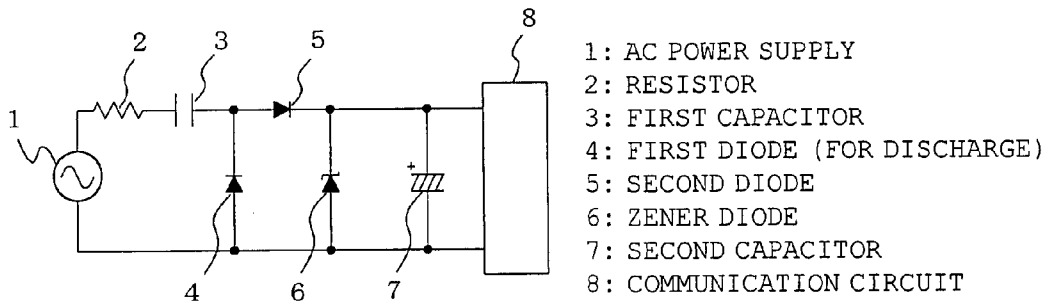 8
2
3
5
1
+
4
6
7
1: AC POWER SUPPLY
2: RESISTOR
3: FIRST CAPACITOR
4: FIRST DIODE (FOR DISCHARGE)
5: SECOND DIODE
6: ZENER DIODE
7: SECOND CAPACITOR
8: COMMUNICATION CIRCUIT